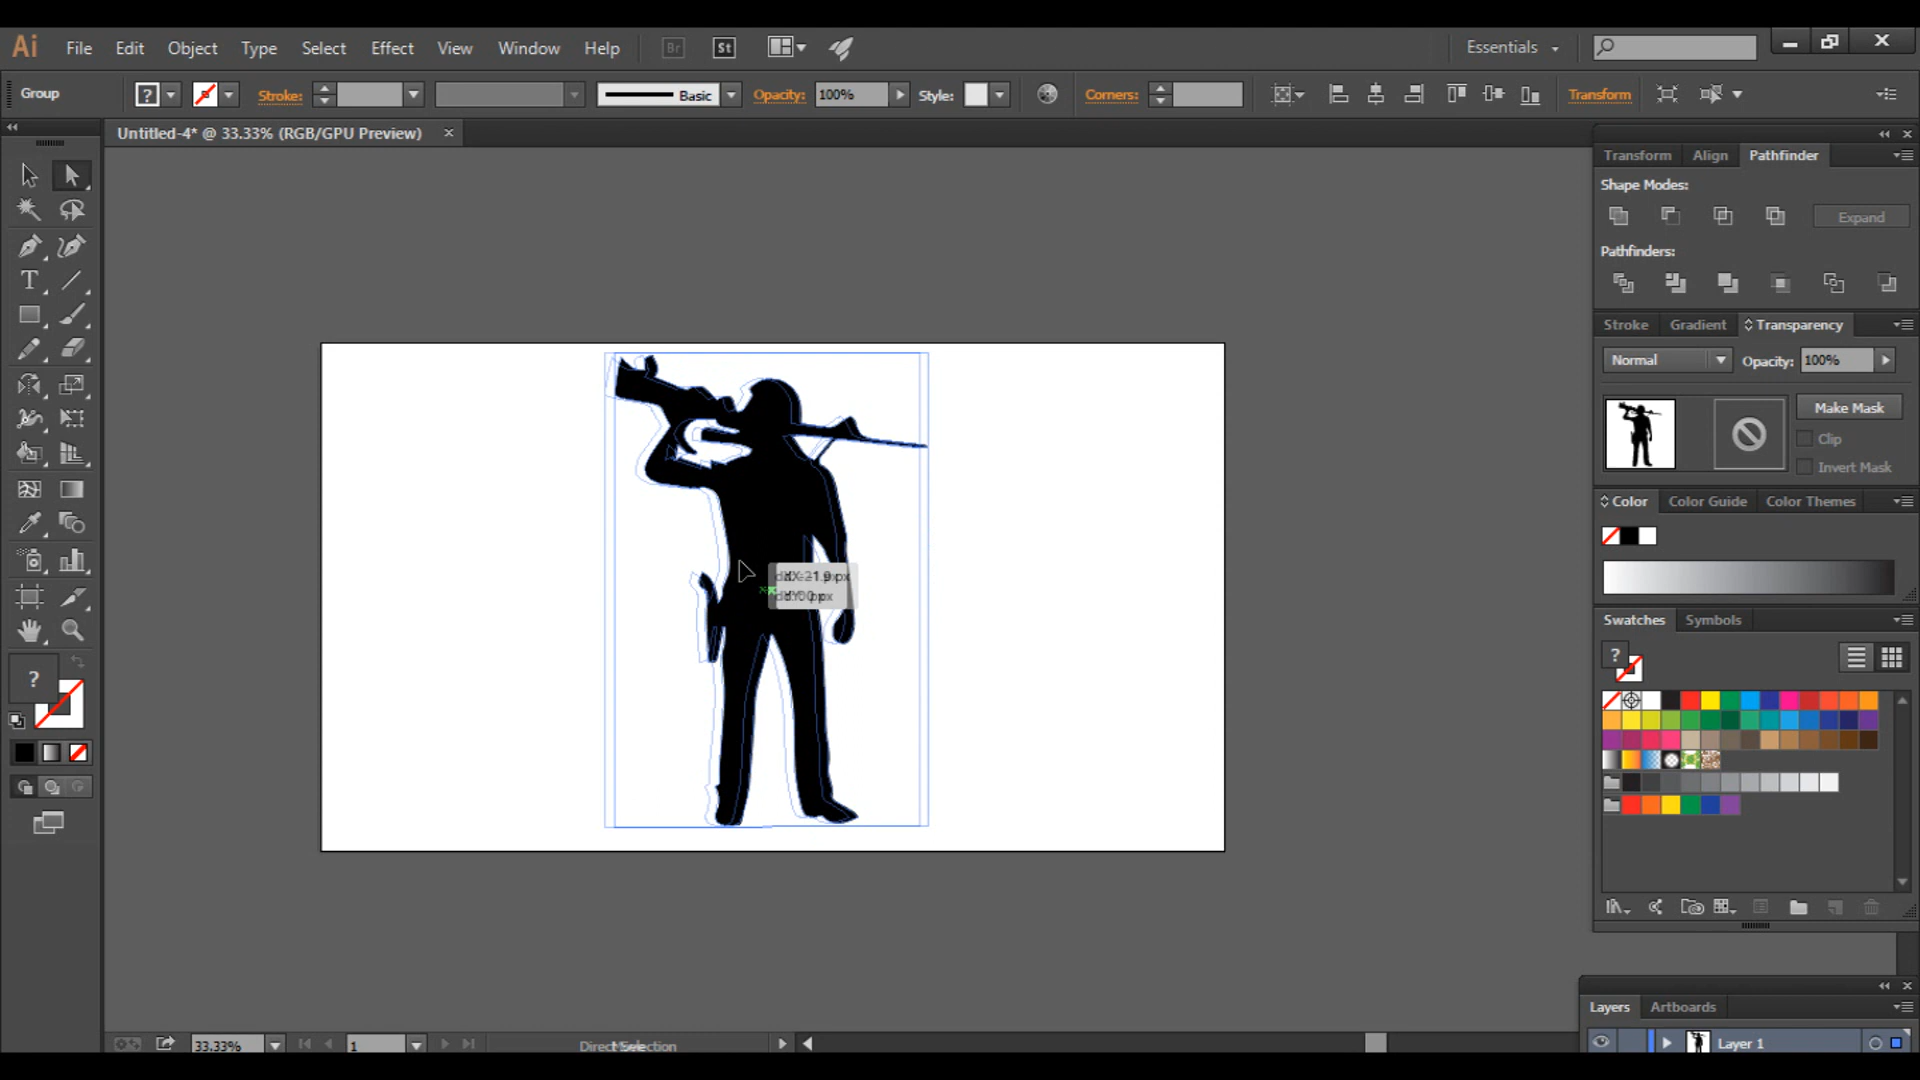 Ai File Edit Object Type Select Effect View Window Help Br St Essentials
Group ? Stroke: Basic Opacity: 100% Style: Corners: Transform
Untitled-4* @ 33.33% (RGB/GPU Preview) ×
Transform Align Pathfinder
Shape Modes:
Expand
Pathfinders:
Stroke Gradient Transparency
Normal Opacity: 100%
Make Mask
Clip
Invert Mask
Color Color Guide Color Themes
Swatches Symbols
?
T
?
Layers Artboards
Layer 1
33.33% 1